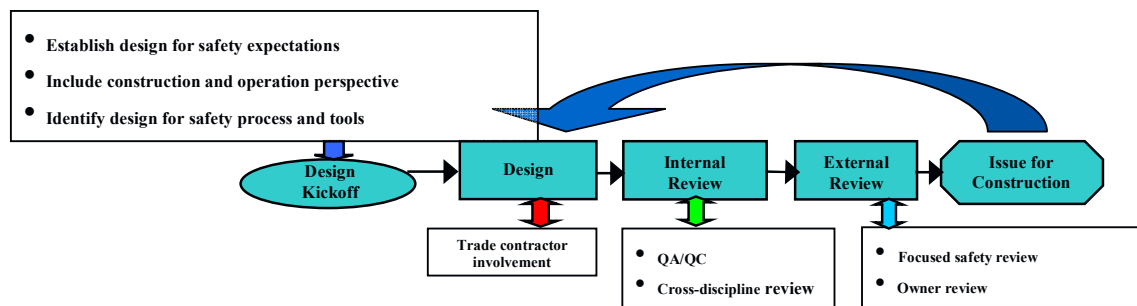 • Establish design for safety expectations
• Include construction and operation perspective
• Identify design for safety process and tools
Design
Kickoff
Design
Internal
Review
External
Review
Issue for
Construction
Trade contractor
involvement
• QA/QC
• Cross-discipline review
• Focused safety review
• Owner review